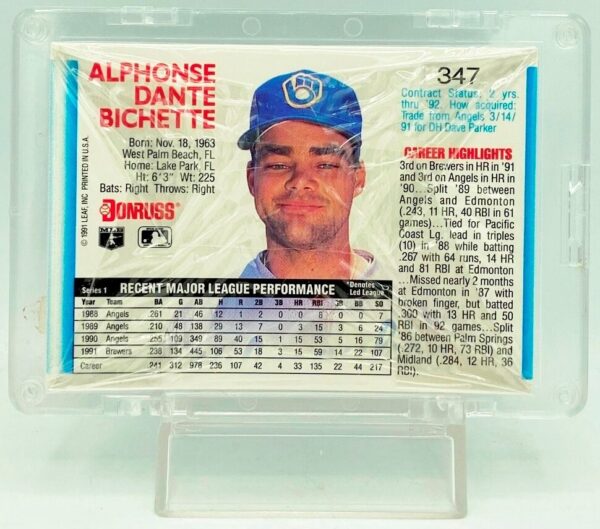 ALPHONSE
DANTE
BICHETTE
Born: Nov. 18, 1963
West Palm Beach, FL
Home: Lake Park, FL
Ht: 6' 3" Wt: 225
Bats: Right Throws: Right
DONRUSS
MLB
© 1991 LEAF, INC. PRINTED IN U.S.A.
347
Contract Status: 2 yrs.
thru '92. How acquired:
Trade from Angels 3/14/
91 for DH Dave Parker
CAREER HIGHLIGHTS
3rd on Brewers in HR in '91
and 3rd on Angels in HR in
'90...Split '89 between
Angels and Edmonton
(.243, 11 HR, 40 RBI in 61
games)...Tied for Pacific
Coast Lg. lead in triples
(10) in '88 while batting
.267 with 64 runs, 14 HR
and 81 RBI at Edmonton
...Missed nearly 2 months
at Edmonton in '87 with
broken finger, but batted
.300 with 13 HR and 50
RBI in 92 games...Split
'86 between Palm Springs
(.272, 10 HR, 73 RBI) and
Midland (.284, 12 HR, 36
RBI).
Series 1 RECENT MAJOR LEAGUE PERFORMANCE *Denotes
Led League
Year Team BA G AB H R 2B 3B HR RBI SB BB SO
1988 Angels .261 21 46 12 1 2 0 0 8 0 0 7
1989 Angels .210 48 138 29 13 7 0 3 15 3 6 24
1990 Angels .255 109 349 89 40 15 1 15 53 5 16 79
1991 Brewers .238 134 445 106 53 18 3 15 59 14 22 107
Career .241 312 978 236 107 42 4 33 135 22 44 217